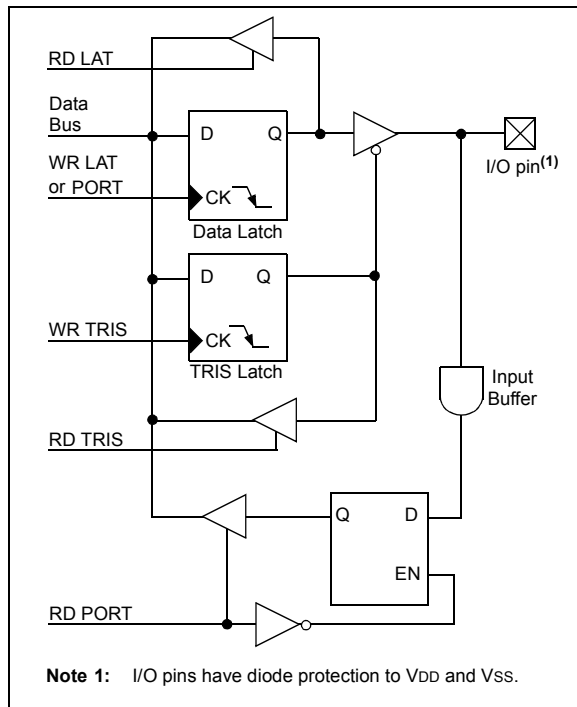 RD LAT
Data
Bus
D Q
WR LAT
or PORT
I/O pin(1)
CK
Data Latch
D Q
WR TRIS
CK
TRIS Latch
Input
Buffer
RD TRIS
Q D
EN
RD PORT
Note 1: I/O pins have diode protection to VDD and VSS.